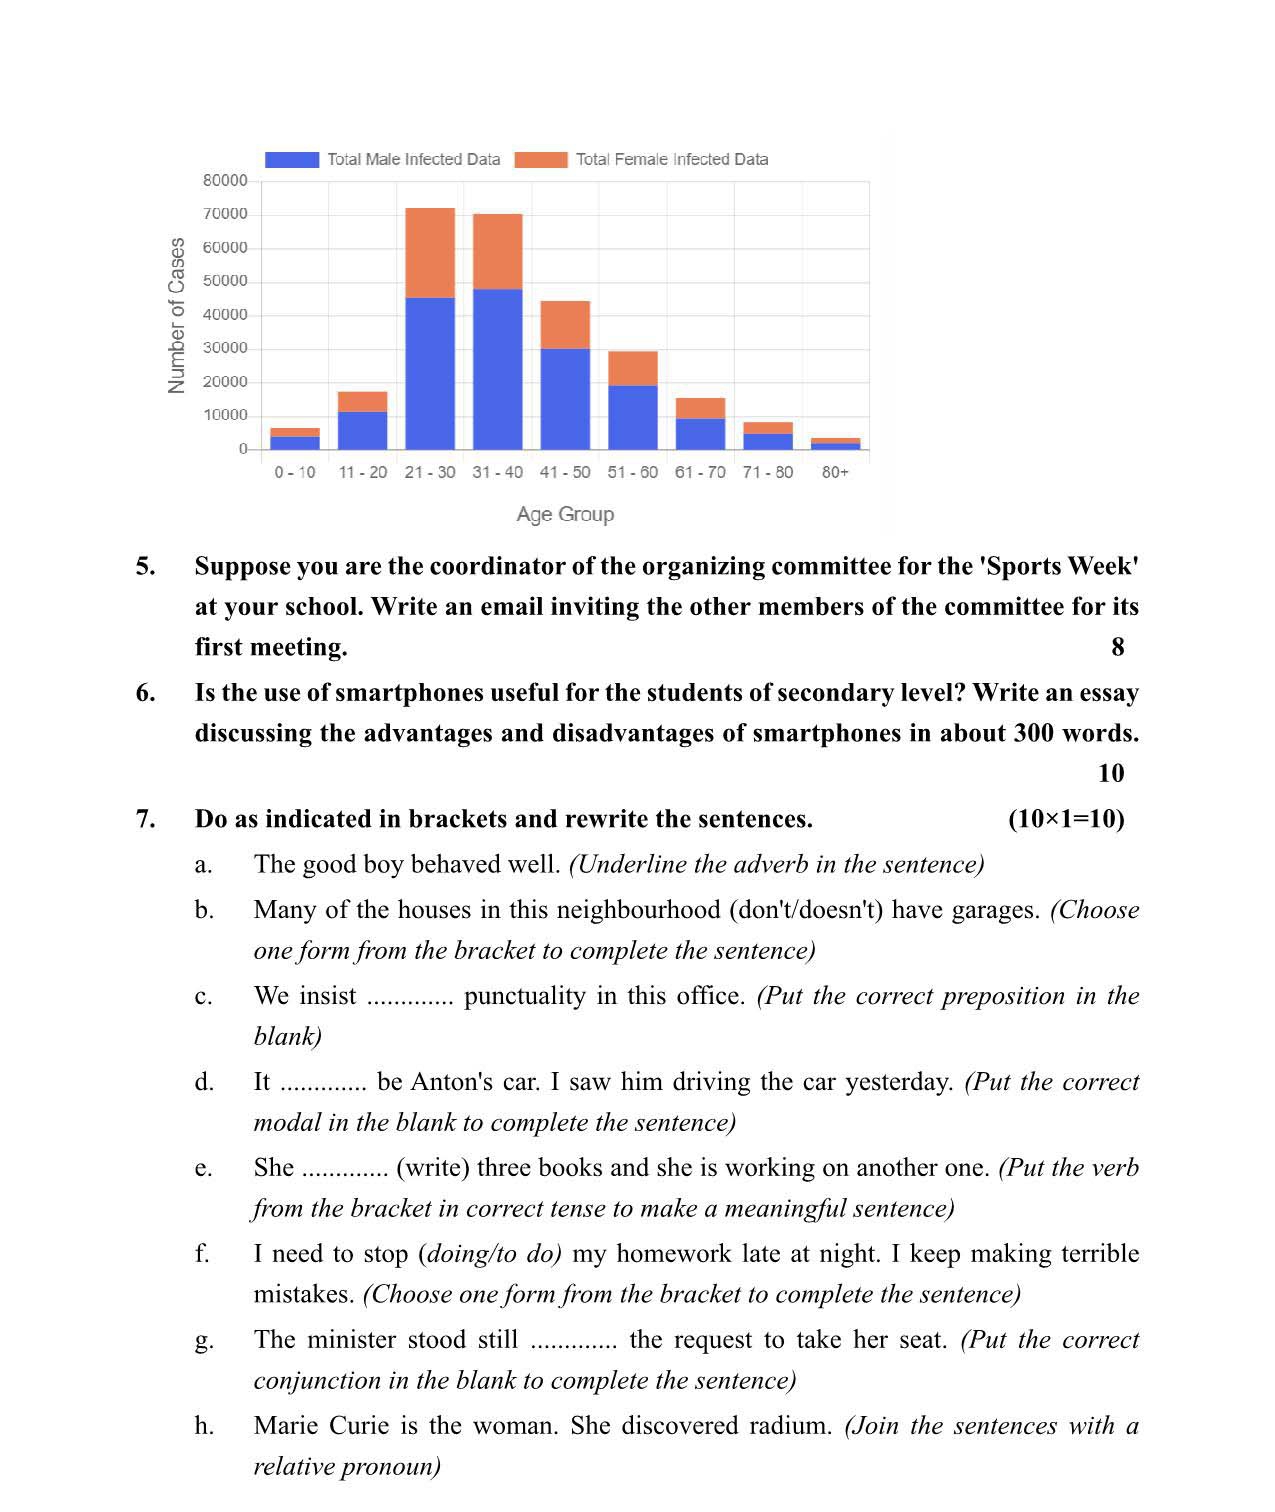 Total Male Infected Data Total Female Infected Data
80000
70000
60000
50000
40000
30000
20000
10000
0
Number of Cases
0 - 10 11 - 20 21 - 30 31 - 40 41 - 50 51 - 60 61 - 70 71 - 80 80+
Age Group
5. Suppose you are the coordinator of the organizing committee for the 'Sports Week'
at your school. Write an email inviting the other members of the committee for its
first meeting. 8
6. Is the use of smartphones useful for the students of secondary level? Write an essay
discussing the advantages and disadvantages of smartphones in about 300 words.
10
7. Do as indicated in brackets and rewrite the sentences. (10×1=10)
a. The good boy behaved well. (Underline the adverb in the sentence)
b. Many of the houses in this neighbourhood (don't/doesn't) have garages. (Choose
one form from the bracket to complete the sentence)
c. We insist ............. punctuality in this office. (Put the correct preposition in the
blank)
d. It ............. be Anton's car. I saw him driving the car yesterday. (Put the correct
modal in the blank to complete the sentence)
e. She ............. (write) three books and she is working on another one. (Put the verb
from the bracket in correct tense to make a meaningful sentence)
f. I need to stop (doing/to do) my homework late at night. I keep making terrible
mistakes. (Choose one form from the bracket to complete the sentence)
g. The minister stood still ............. the request to take her seat. (Put the correct
conjunction in the blank to complete the sentence)
h. Marie Curie is the woman. She discovered radium. (Join the sentences with a
relative pronoun)